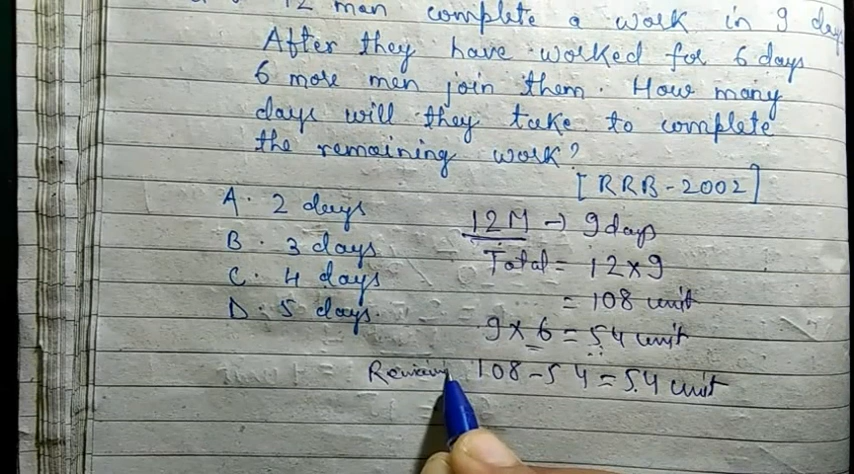 12 man complete a work in 9 days
After they have worked for 6 days
6 more men join them. How many
days will they take to complete
the remaining work?
[RRB-2002]
A. 2 days
B. 3 days
C. 4 days
D. 5 days.
12M → 9 days
Total = 12×9
= 108 unit
9×6 = 54 unit
108-54 = 54 unit